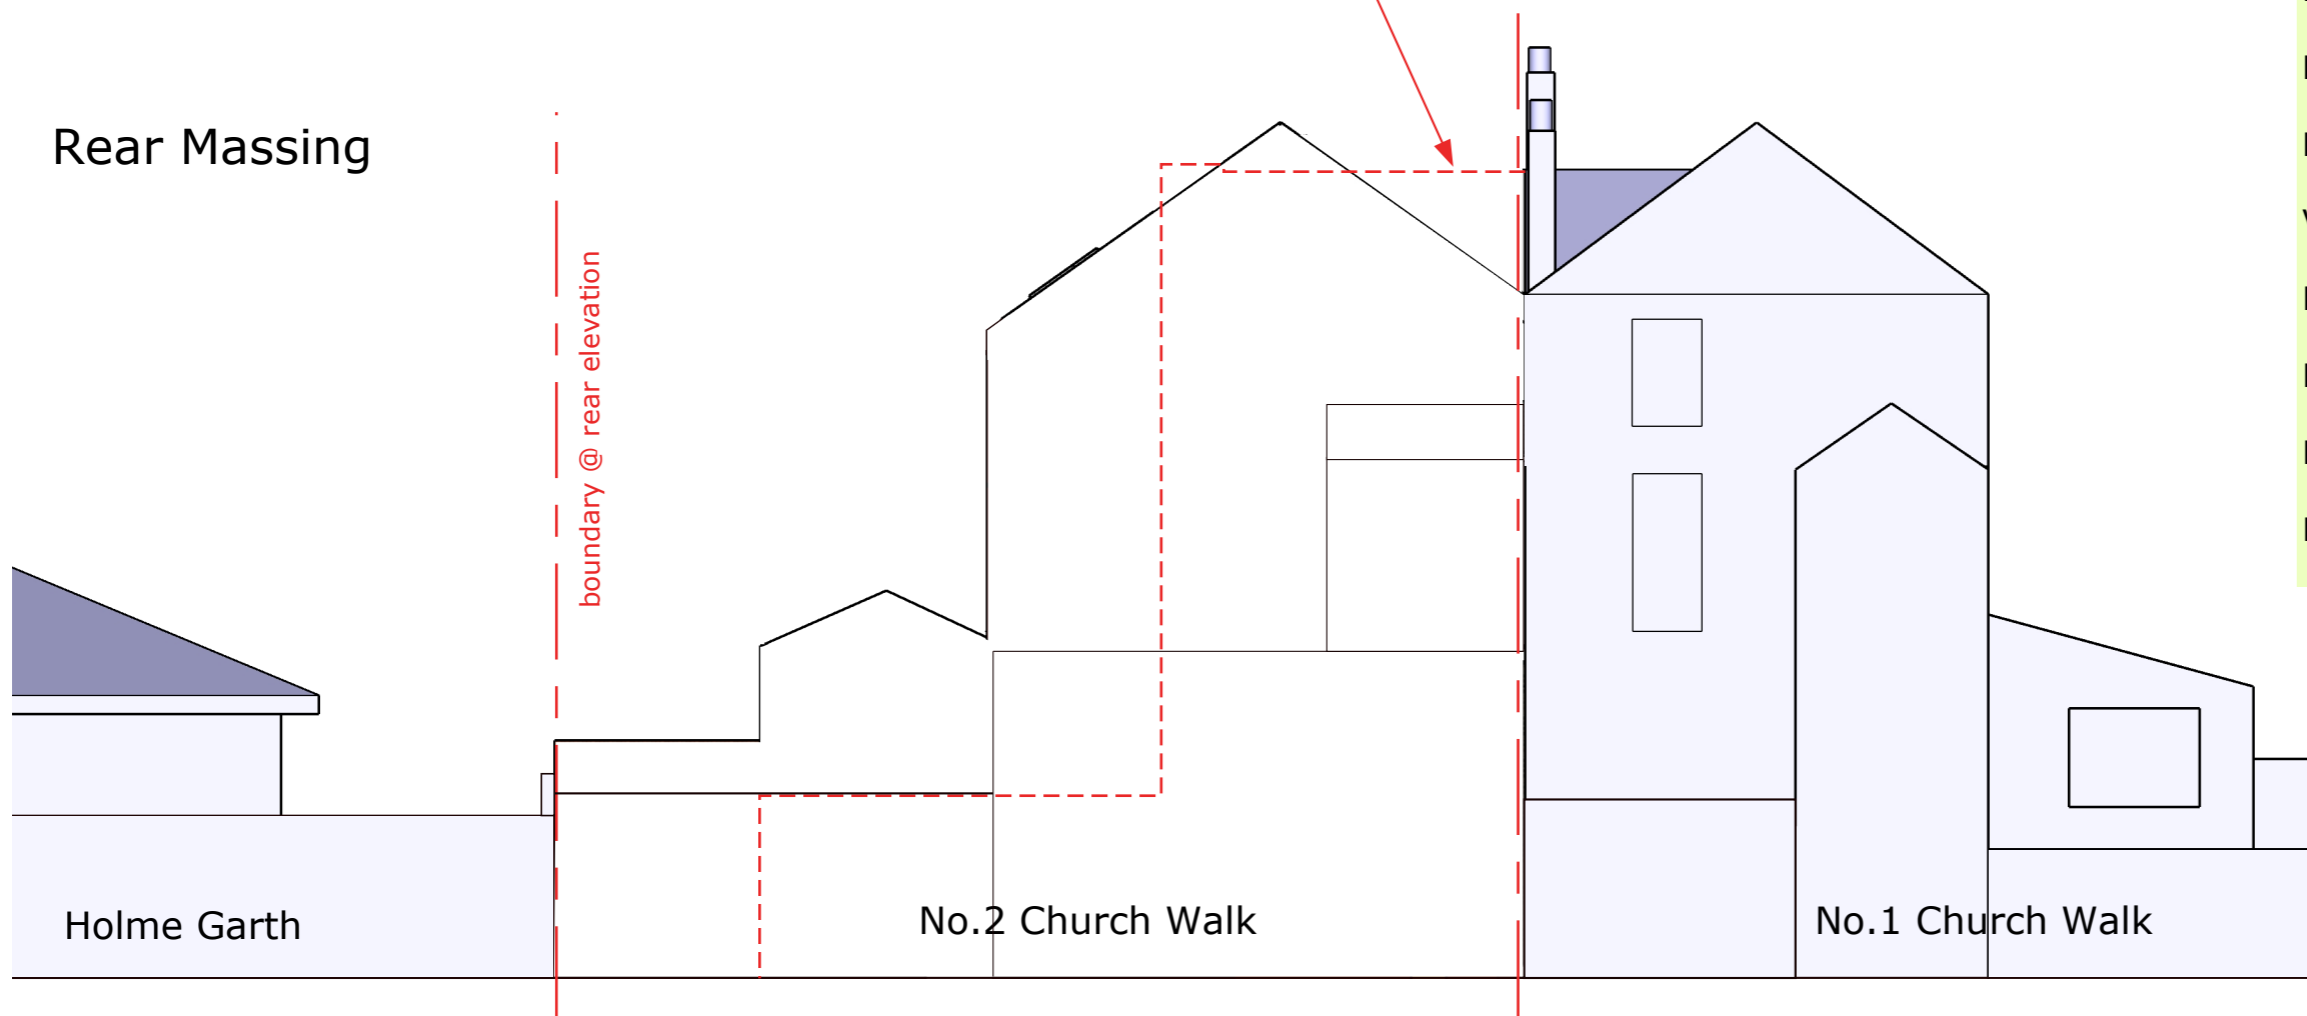 Rear Massing
boundary @ rear elevation
Holme Garth
No.2 Church Walk
No.1 Church Walk